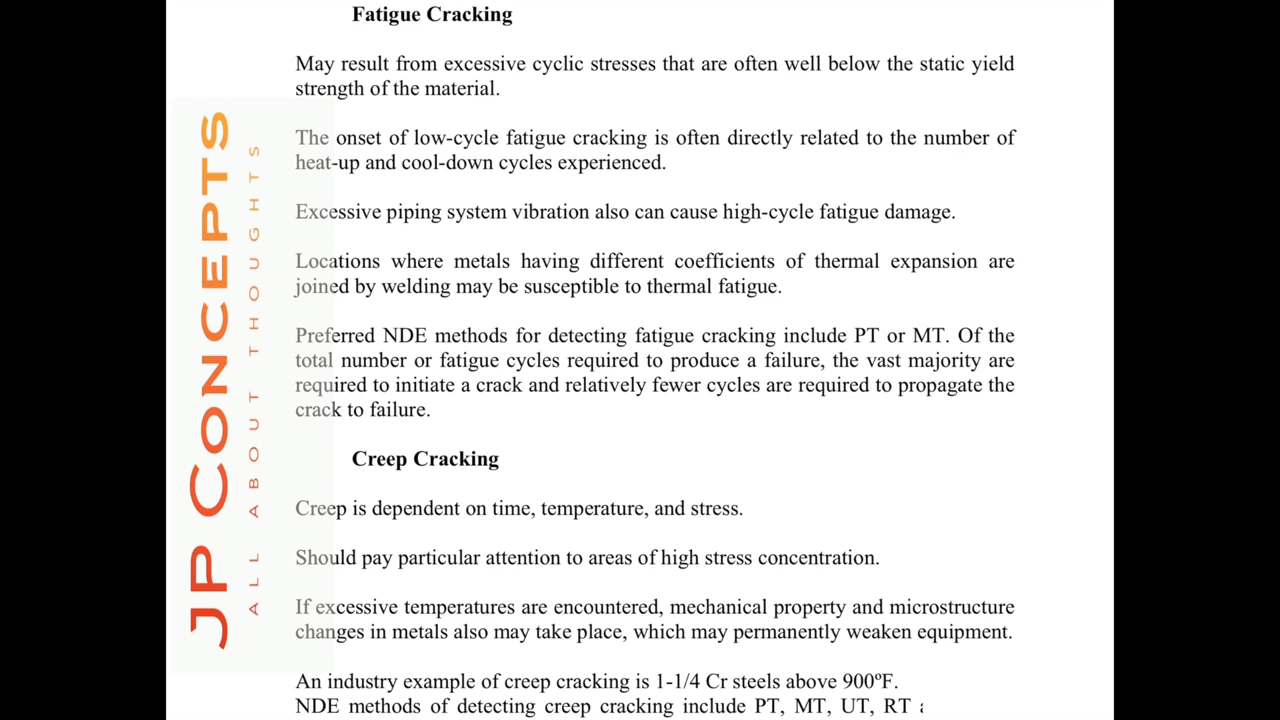 Fatigue Cracking
May result from excessive cyclic stresses that are often well below the static yield
strength of the material.
The onset of low-cycle fatigue cracking is often directly related to the number of
heat-up and cool-down cycles experienced.
Excessive piping system vibration also can cause high-cycle fatigue damage.
Locations where metals having different coefficients of thermal expansion are
joined by welding may be susceptible to thermal fatigue.
Preferred NDE methods for detecting fatigue cracking include PT or MT. Of the
total number or fatigue cycles required to produce a failure, the vast majority are
required to initiate a crack and relatively fewer cycles are required to propagate the
crack to failure.
Creep Cracking
Creep is dependent on time, temperature, and stress.
Should pay particular attention to areas of high stress concentration.
If excessive temperatures are encountered, mechanical property and microstructure
changes in metals also may take place, which may permanently weaken equipment.
An industry example of creep cracking is 1-1/4 Cr steels above 900ºF.
NDE methods of detecting creep cracking include PT, MT, UT, RT
JP CONCEPTS
ALL ABOUT THOUGHTS